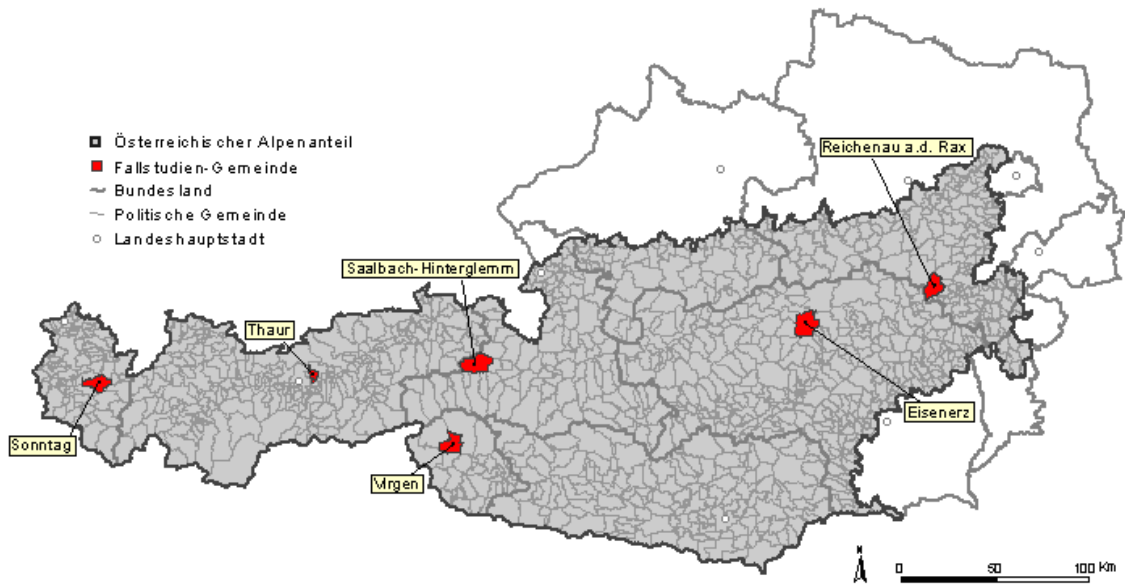 Österreichischer Alpenanteil
Fallstudien-Gemeinde
Bundesland
Politische Gemeinde
Landeshauptstadt
Reichenau a.d. Rax
Saalbach-Hinterglemm
Thaur
Sonntag
Virgen
Eisenerz
N
0 50 100 Km